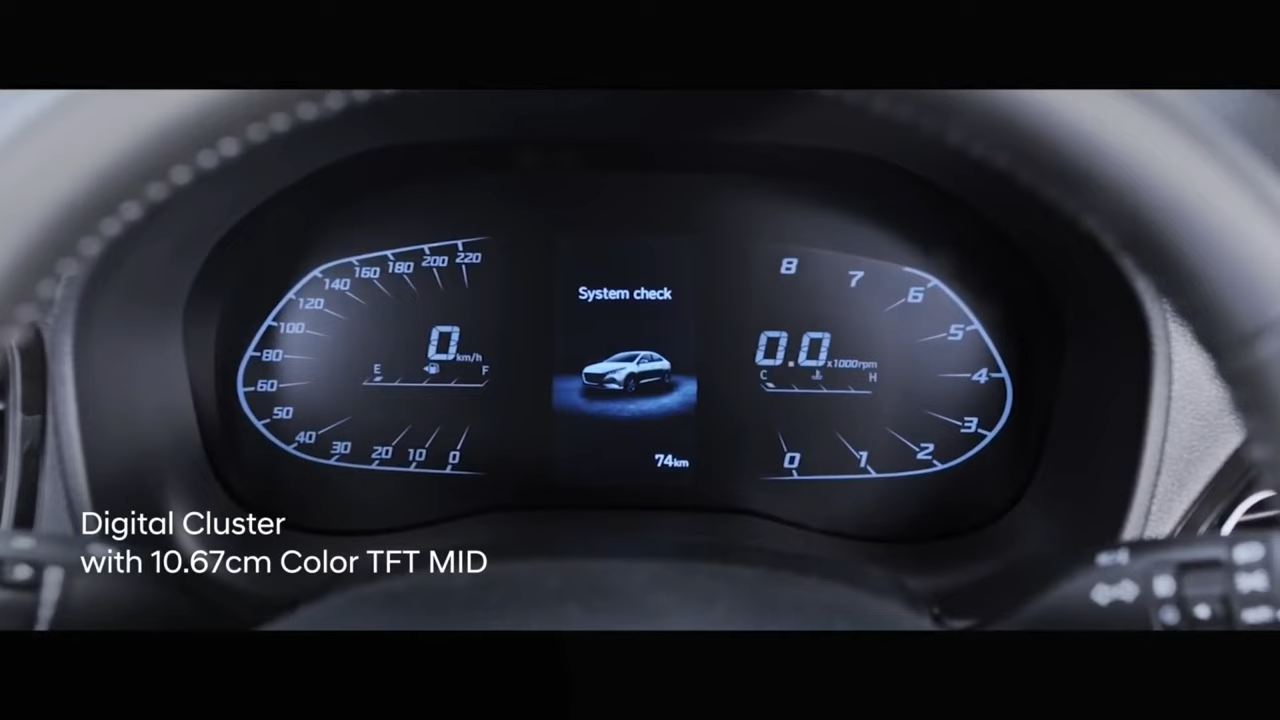 220
200
180
160
140
120
100
80
60
50
40
30
20
10
0
0 km/h
E
F
System check
74km
8
7
6
5
4
3
2
1
0
0.0 x1000rpm
C
H
Digital Cluster
with 10.67cm Color TFT MID